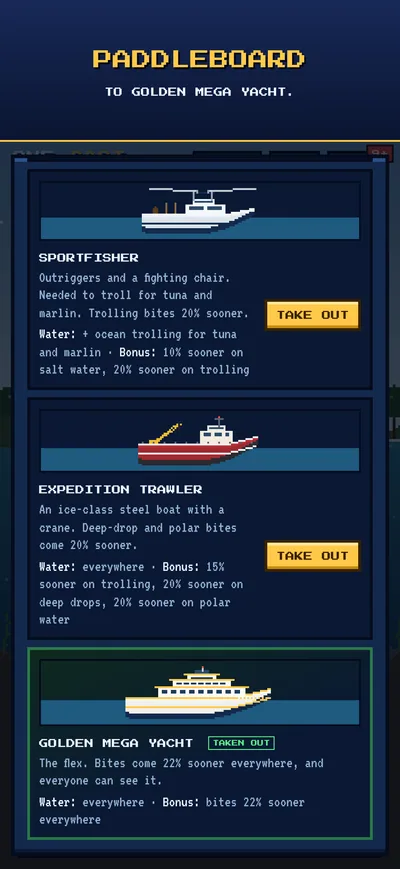 PADDLEBOARD
TO GOLDEN MEGA YACHT.
SPORTFISHER
Outriggers and a fighting chair.
Needed to troll for tuna and
marlin. Trolling bites 20% sooner.
Water: + ocean trolling for tuna
and marlin · Bonus: 10% sooner on
salt water, 20% sooner on trolling
TAKE OUT
EXPEDITION TRAWLER
An ice-class steel boat with a
crane. Deep-drop and polar bites
come 20% sooner.
Water: everywhere · Bonus: 15%
sooner on trolling, 20% sooner on
deep drops, 20% sooner on polar
water
TAKE OUT
GOLDEN MEGA YACHT TAKEN OUT
The flex. Bites come 22% sooner everywhere, and
everyone can see it.
Water: everywhere · Bonus: bites 22% sooner
everywhere